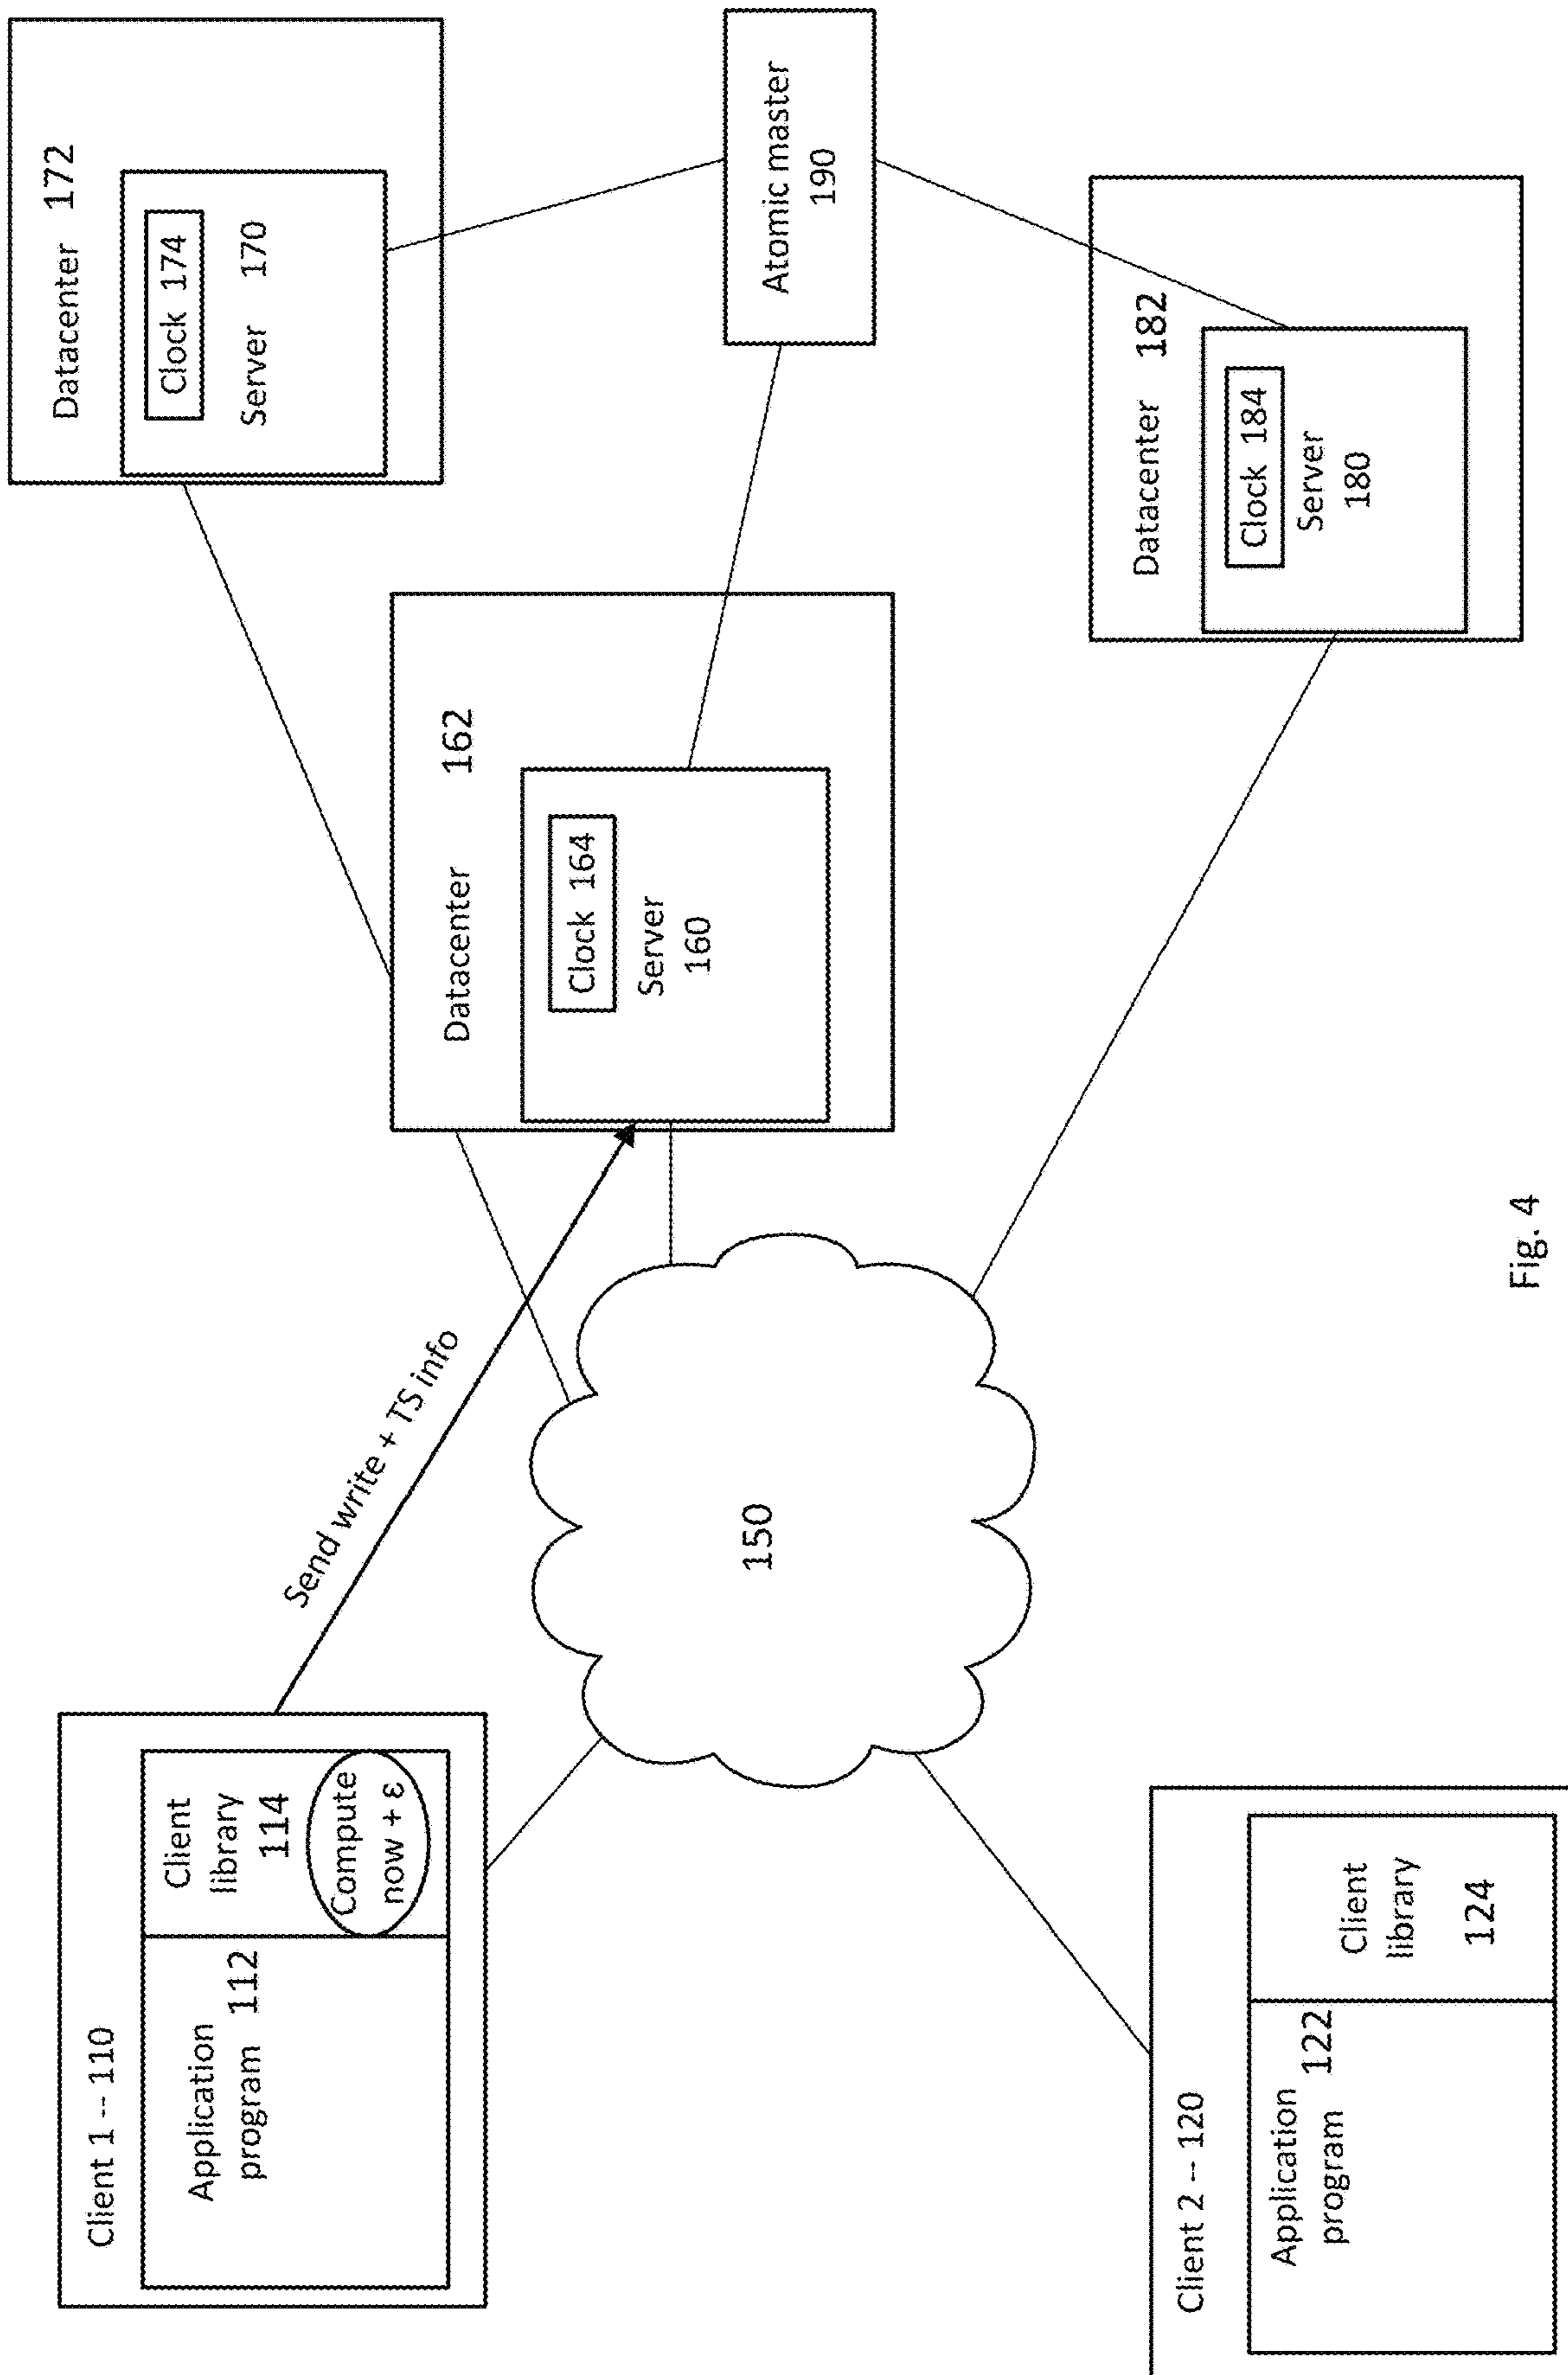 Client 1 -- 110
Application
program 112
Client
library
114
Compute
now + ε
Send write + TS info
Datacenter 172
Clock 174
Server 170
Datacenter 162
Clock 164
Server
160
150
Atomic master
190
Client 2 -- 120
Application
program 122
Client
library
124
Datacenter 182
Clock 184
Server
180
Fig. 4